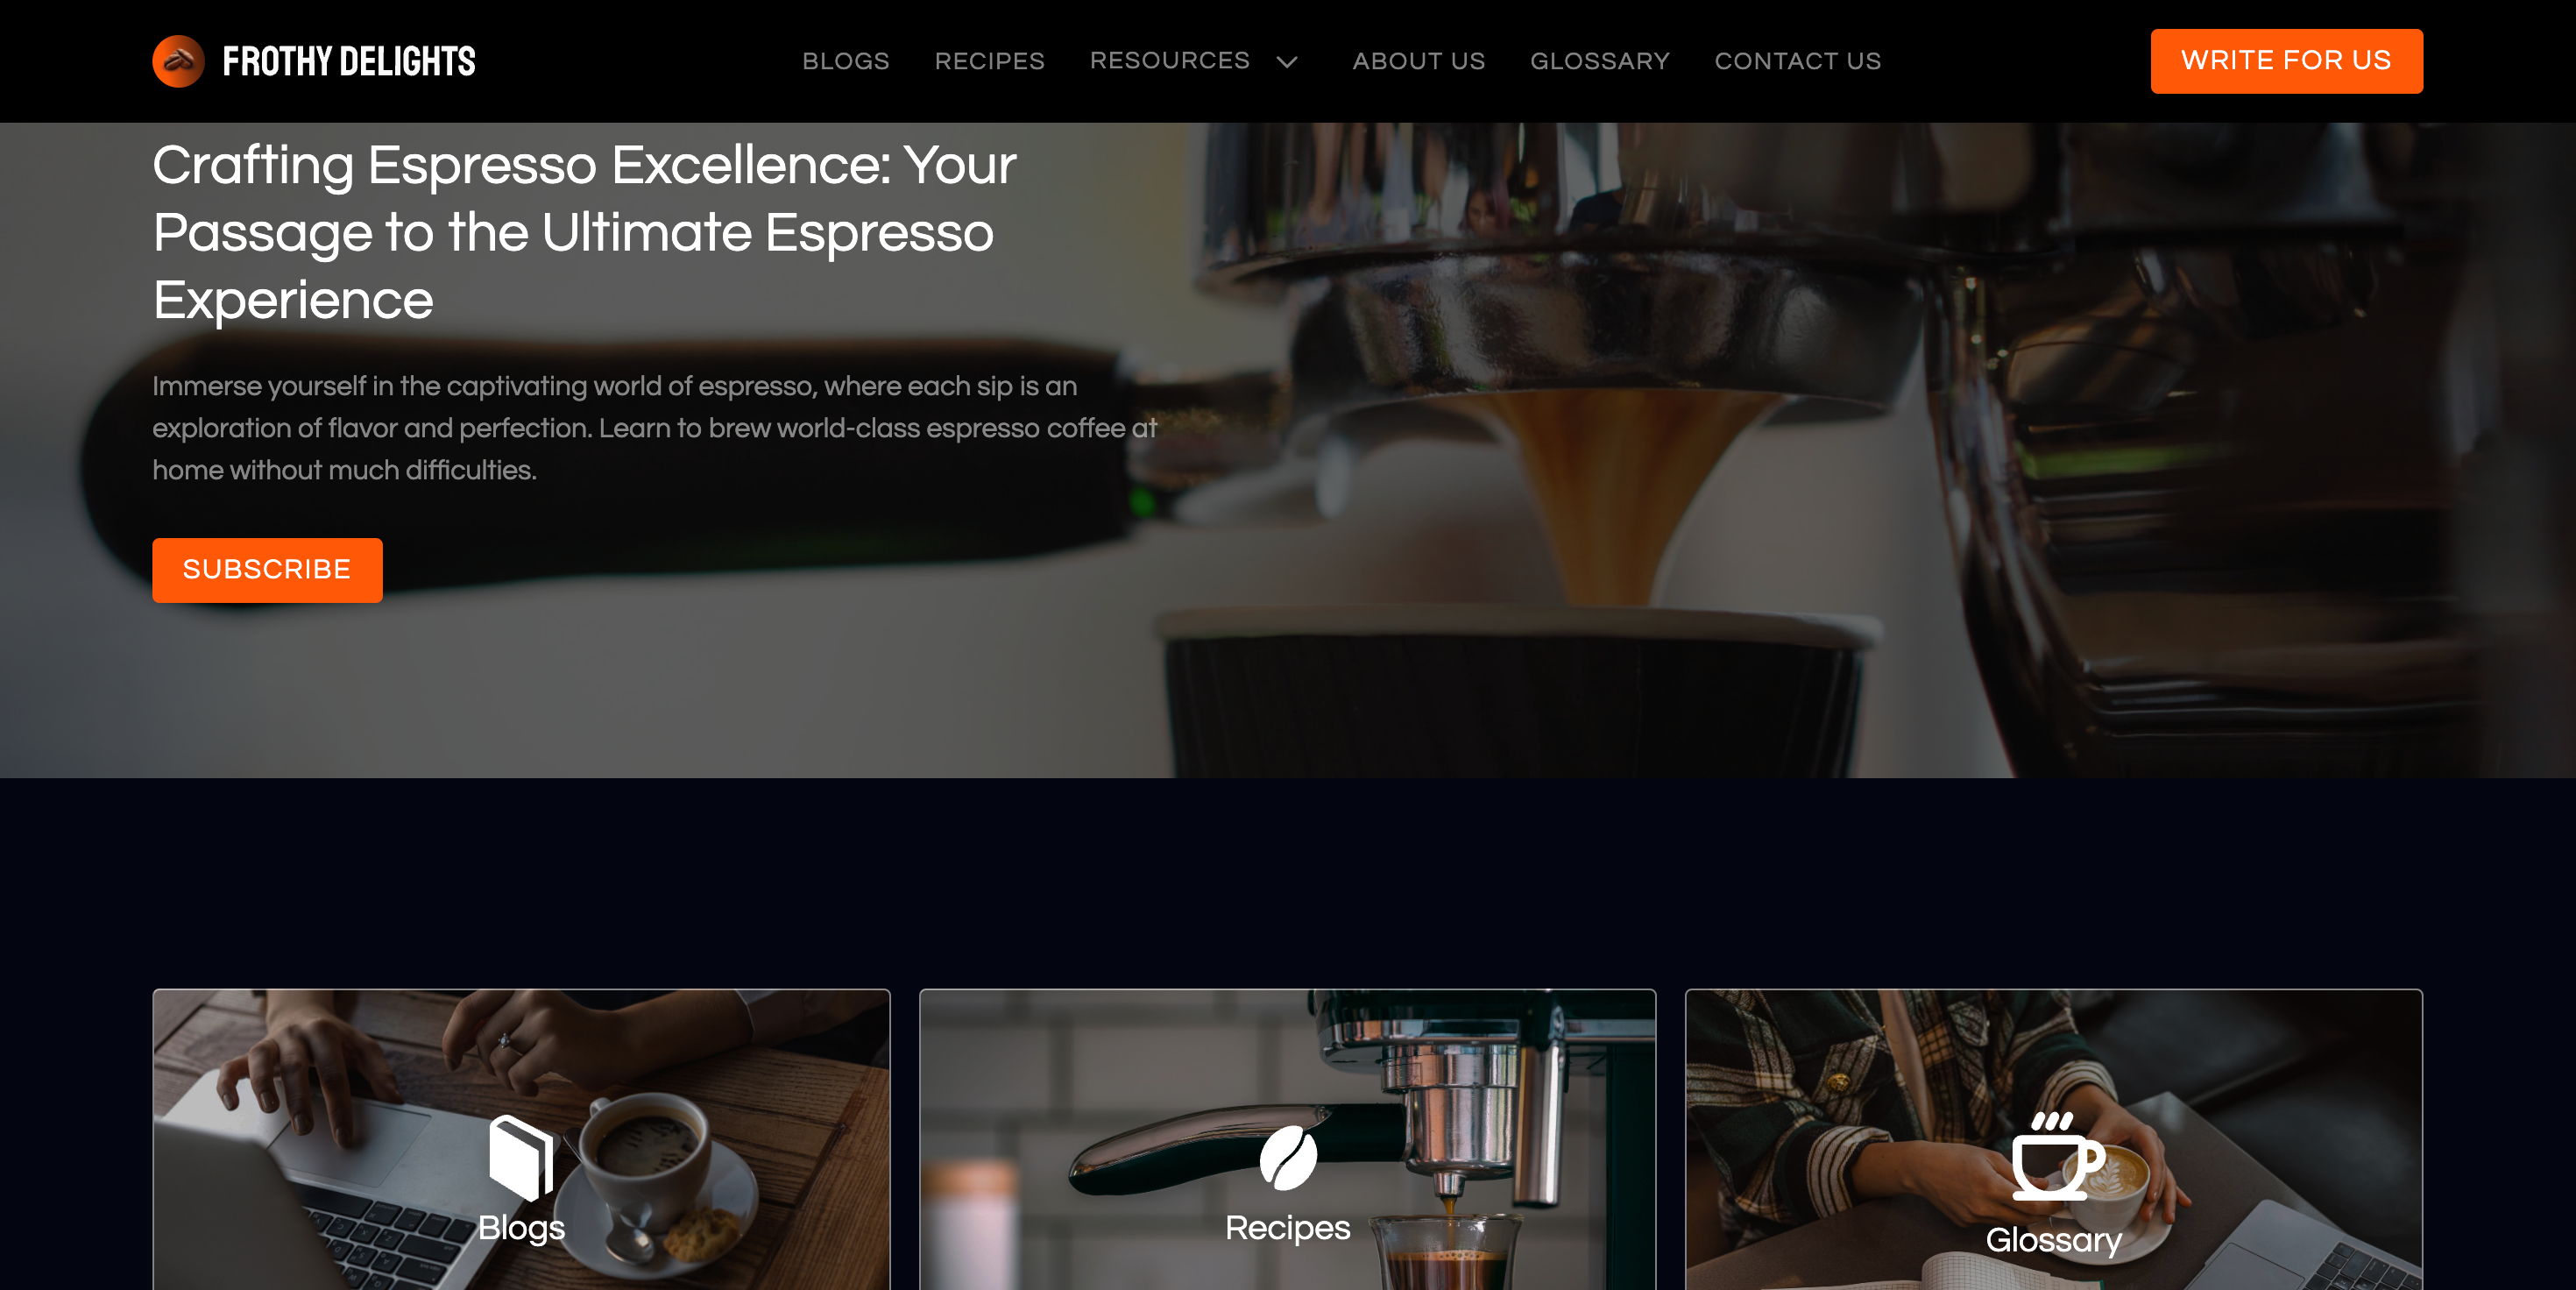 FROTHY DELIGHTS
BLOGS
RECIPES
RESOURCES
ABOUT US
GLOSSARY
CONTACT US
WRITE FOR US
Crafting Espresso Excellence: Your
Passage to the Ultimate Espresso
Experience
Immerse yourself in the captivating world of espresso, where each sip is an
exploration of flavor and perfection. Learn to brew world-class espresso coffee at
home without much difficulties.
SUBSCRIBE
Blogs
Recipes
Glossary